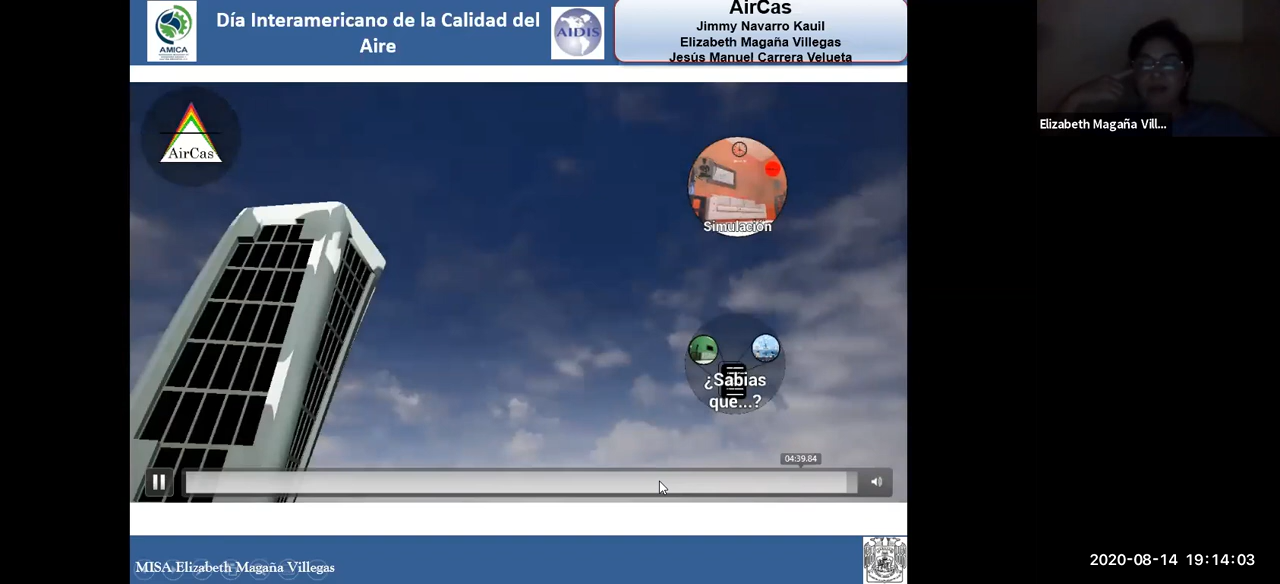 Día Interamericano de la Calidad del
Aire
AMICA
AIDIS
AirCas
Jimmy Navarro Kauil
Elizabeth Magaña Villegas
Jesús Manuel Carrera Velueta
Elizabeth Magaña Vill...
AirCas
Simulación
¿Sabias
que...?
04:39.84
MISA Elizabeth Magaña Villegas
2020-08-14 19:14:03